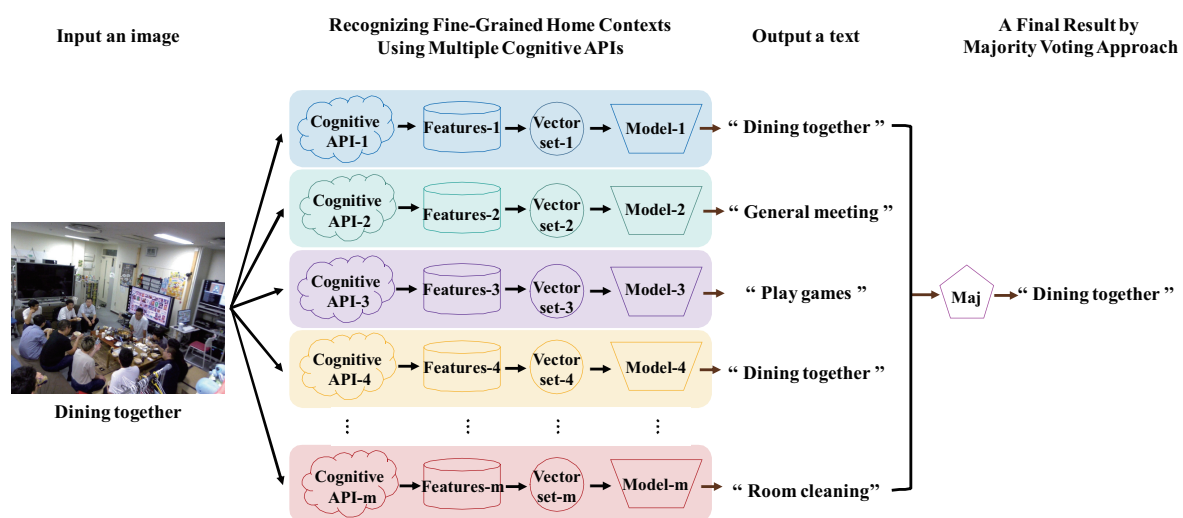 Input an image
Recognizing Fine-Grained Home Contexts
Using Multiple Cognitive APIs
Output a text
A Final Result by
Majority Voting Approach
Cognitive
API-1
Features-1
Vector
set-1
Model-1
“ Dining together ”
Cognitive
API-2
Features-2
Vector
set-2
Model-2
“ General meeting ”
Cognitive
API-3
Features-3
Vector
set-3
Model-3
“ Play games ”
Cognitive
API-4
Features-4
Vector
set-4
Model-4
“ Dining together ”
Maj
“ Dining together ”
Dining together
...
...
...
...
Cognitive
API-m
Features-m
Vector
set-m
Model-m
“ Room cleaning”